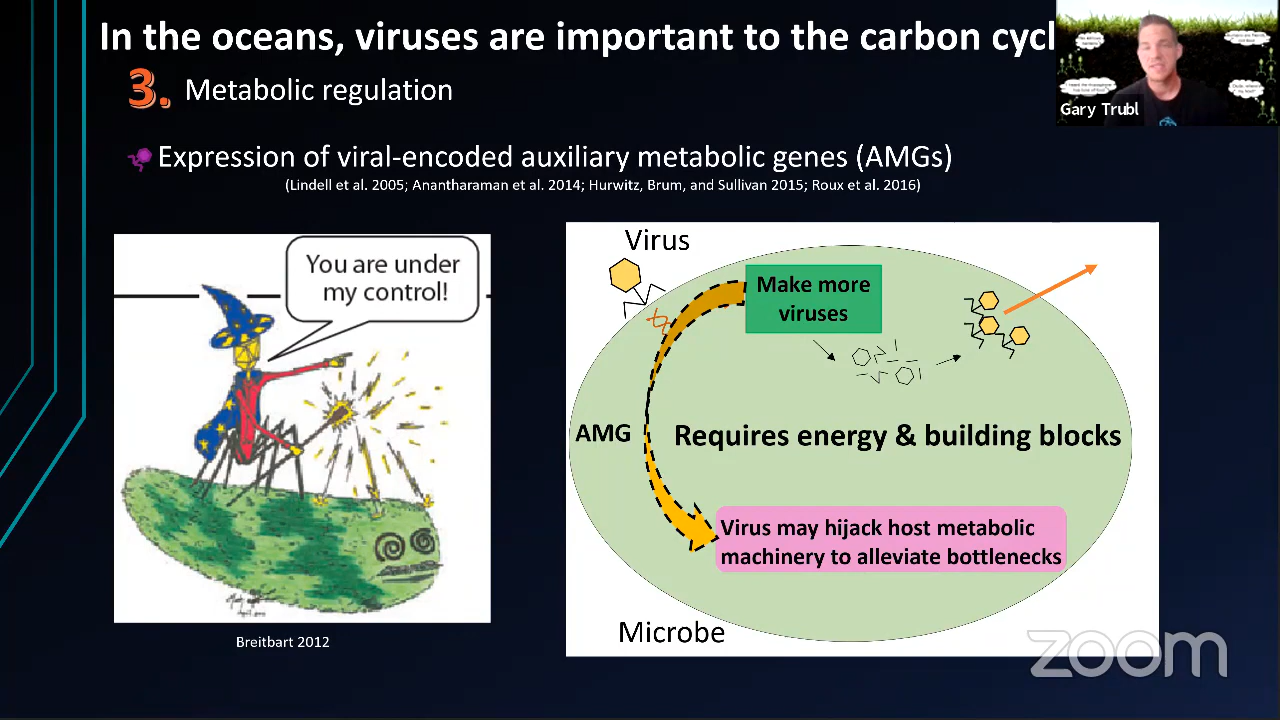 In the oceans, viruses are important to the carbon cycl
3. Metabolic regulation
Expression of viral-encoded auxiliary metabolic genes (AMGs)
(Lindell et al. 2005; Anantharaman et al. 2014; Hurwitz, Brum, and Sullivan 2015; Roux et al. 2016)
Gary Trubl
You are under
my control!
Breitbart 2012
Virus
Make more
viruses
AMG
Requires energy & building blocks
Virus may hijack host metabolic
machinery to alleviate bottlenecks
Microbe
zoom